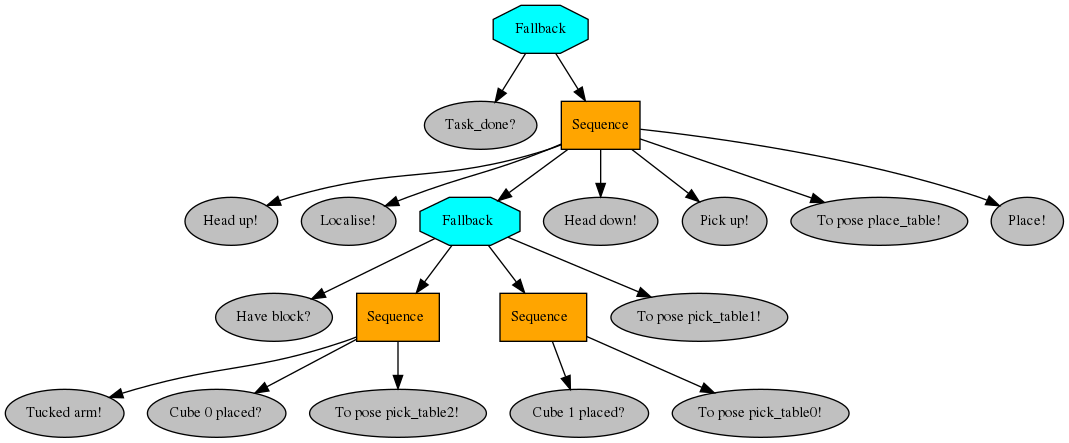 Fallback
Task_done?
Sequence
Head up!
Localise!
Fallback
Head down!
Pick up!
To pose place_table!
Place!
Have block?
Sequence
Sequence
To pose pick_table1!
Tucked arm!
Cube 0 placed?
To pose pick_table2!
Cube 1 placed?
To pose pick_table0!